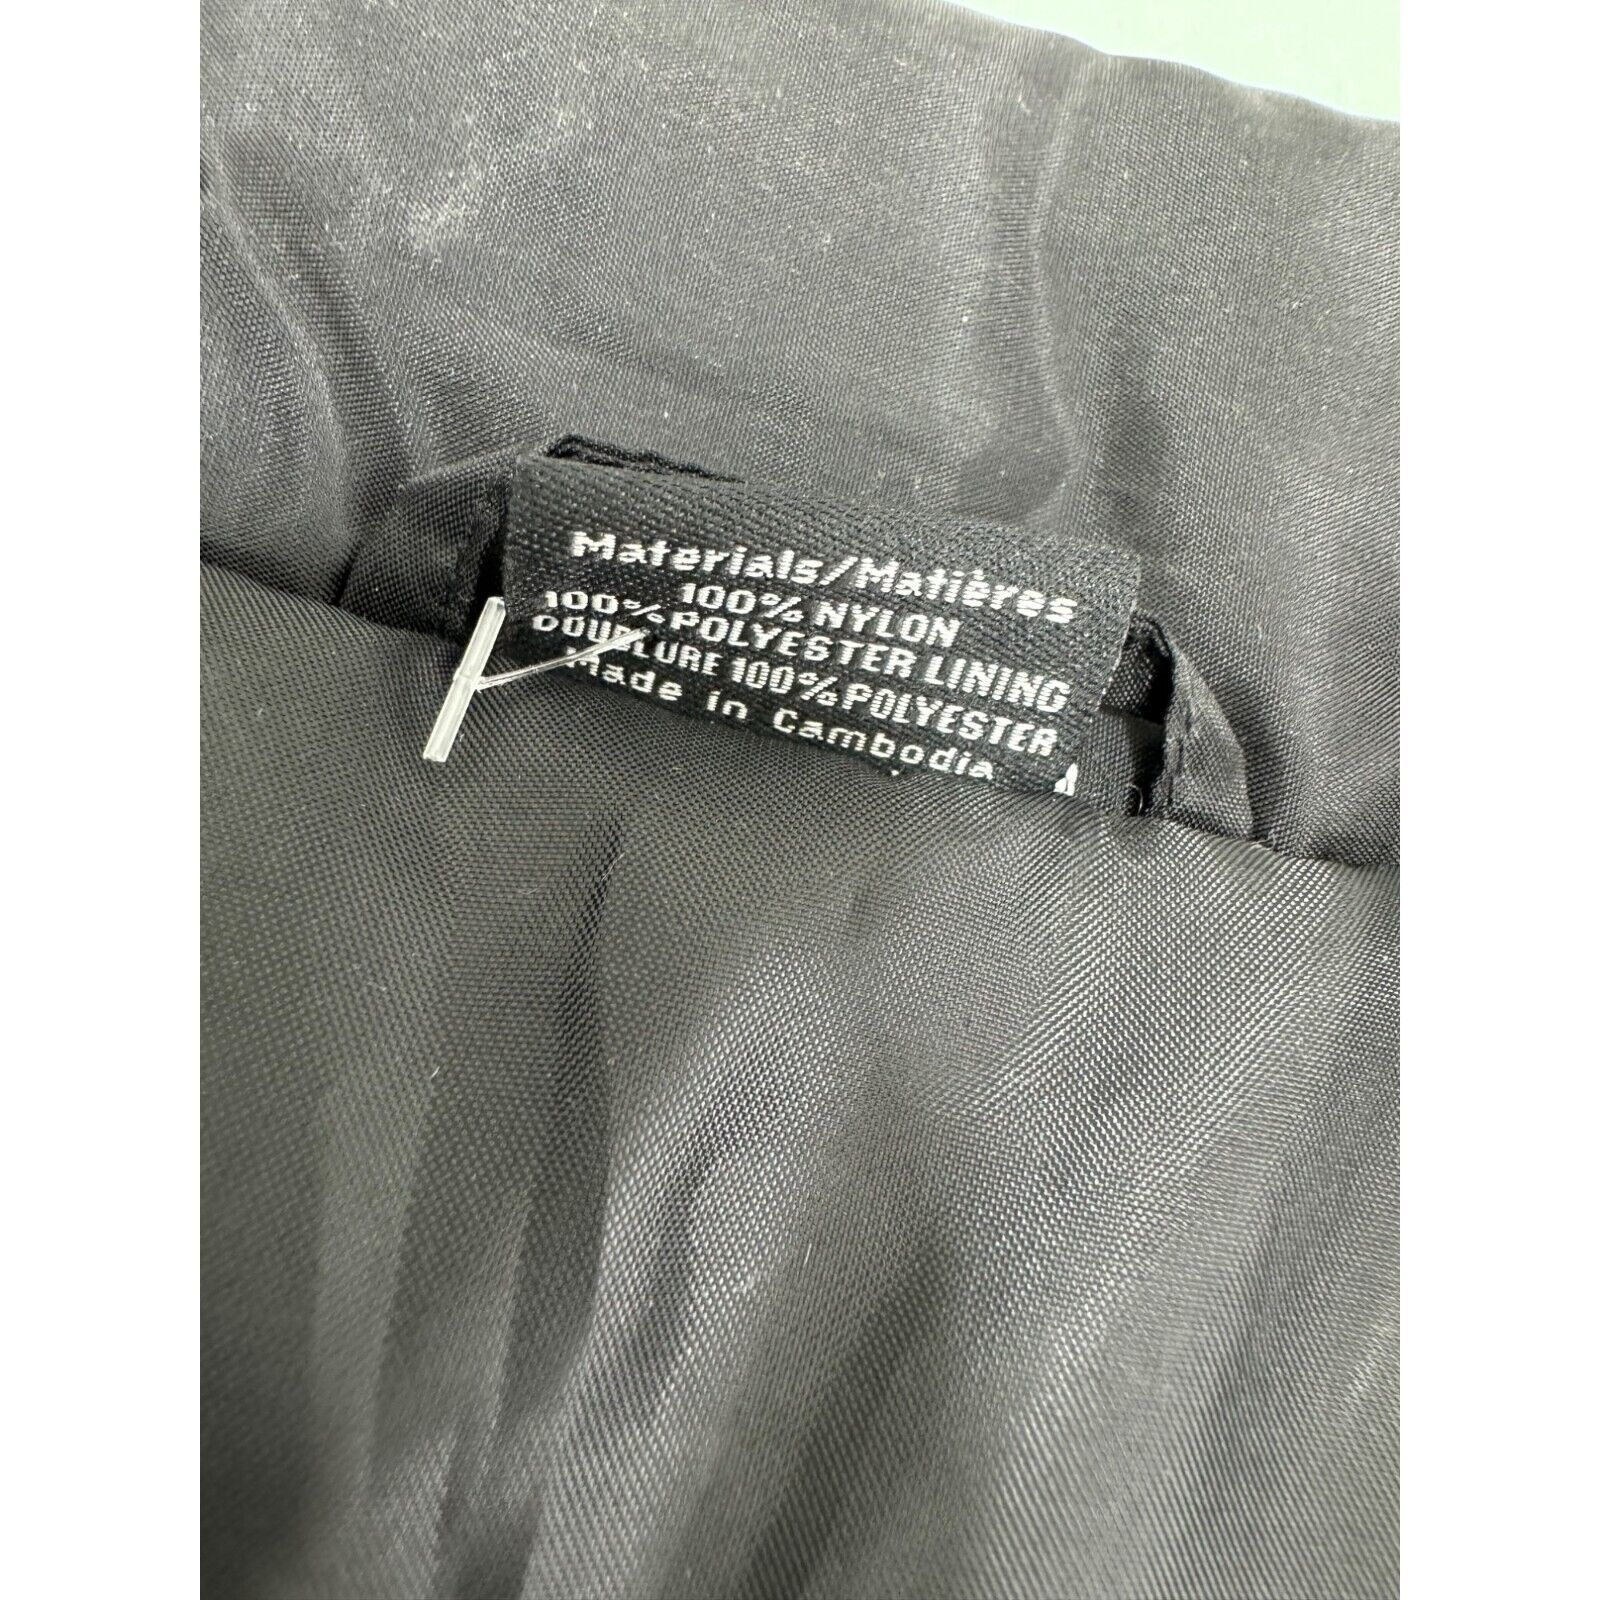 Materials/Matières
100% NYLON
100% POLYESTER LINING
DOUBLURE 100% POLYESTER
Made in Cambodia